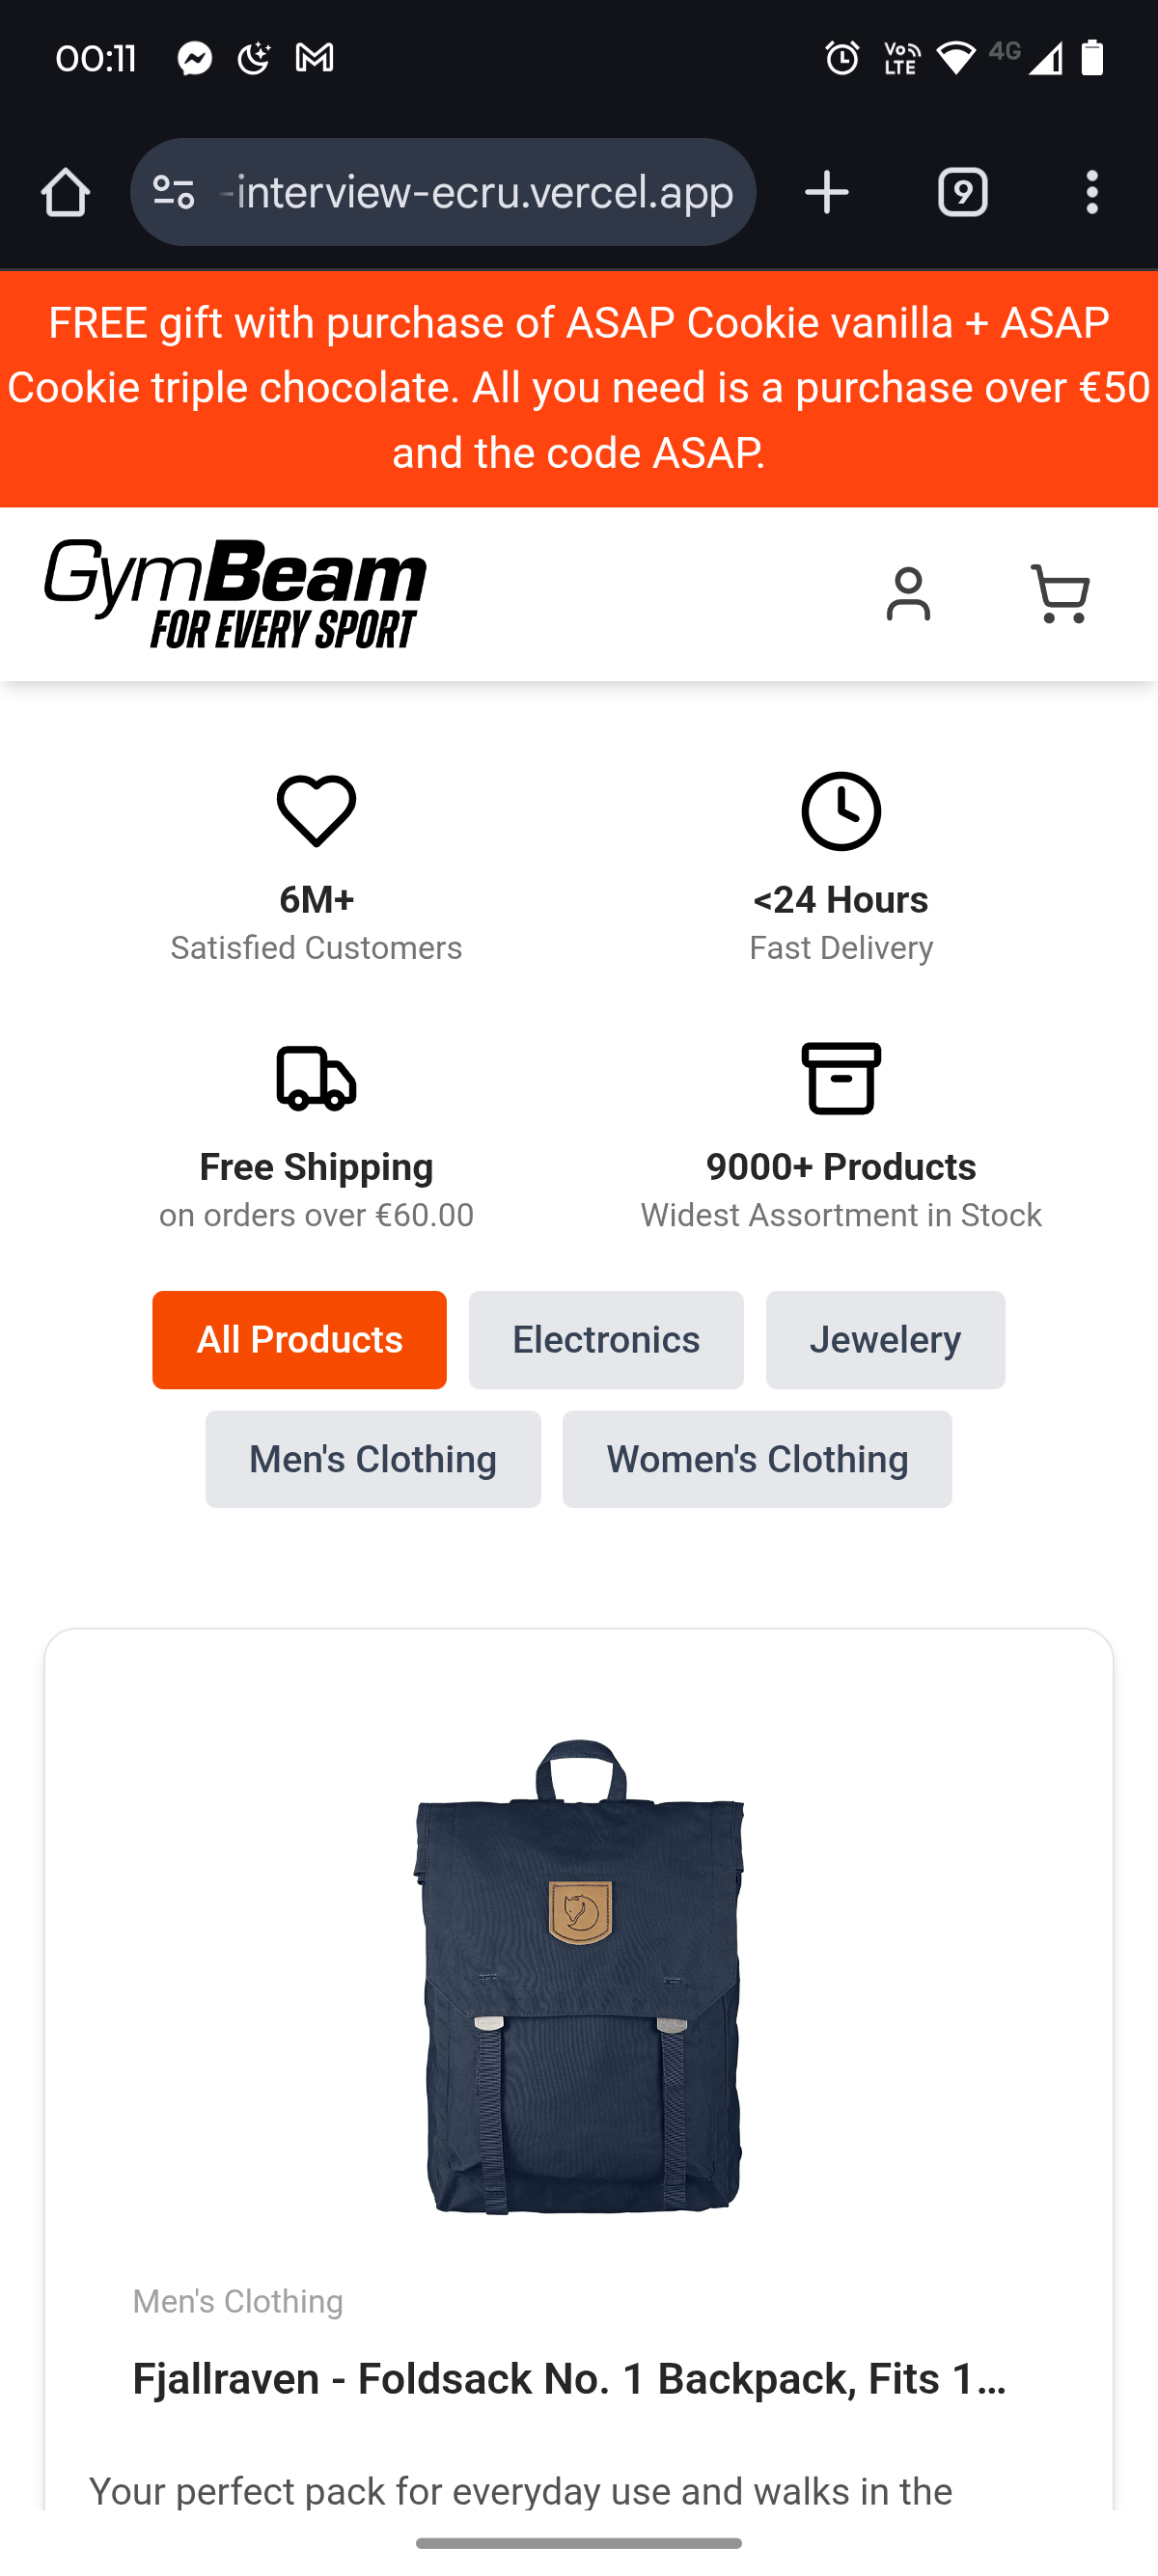 00:11
Vo LTE
4G
-interview-ecru.vercel.app
9
FREE gift with purchase of ASAP Cookie vanilla + ASAP
Cookie triple chocolate. All you need is a purchase over €50
and the code ASAP.
GymBeam
FOR EVERY SPORT
6M+
Satisfied Customers
<24 Hours
Fast Delivery
Free Shipping
on orders over €60.00
9000+ Products
Widest Assortment in Stock
All Products
Electronics
Jewelery
Men's Clothing
Women's Clothing
Men's Clothing
Fjallraven - Foldsack No. 1 Backpack, Fits 1...
Your perfect pack for everyday use and walks in the